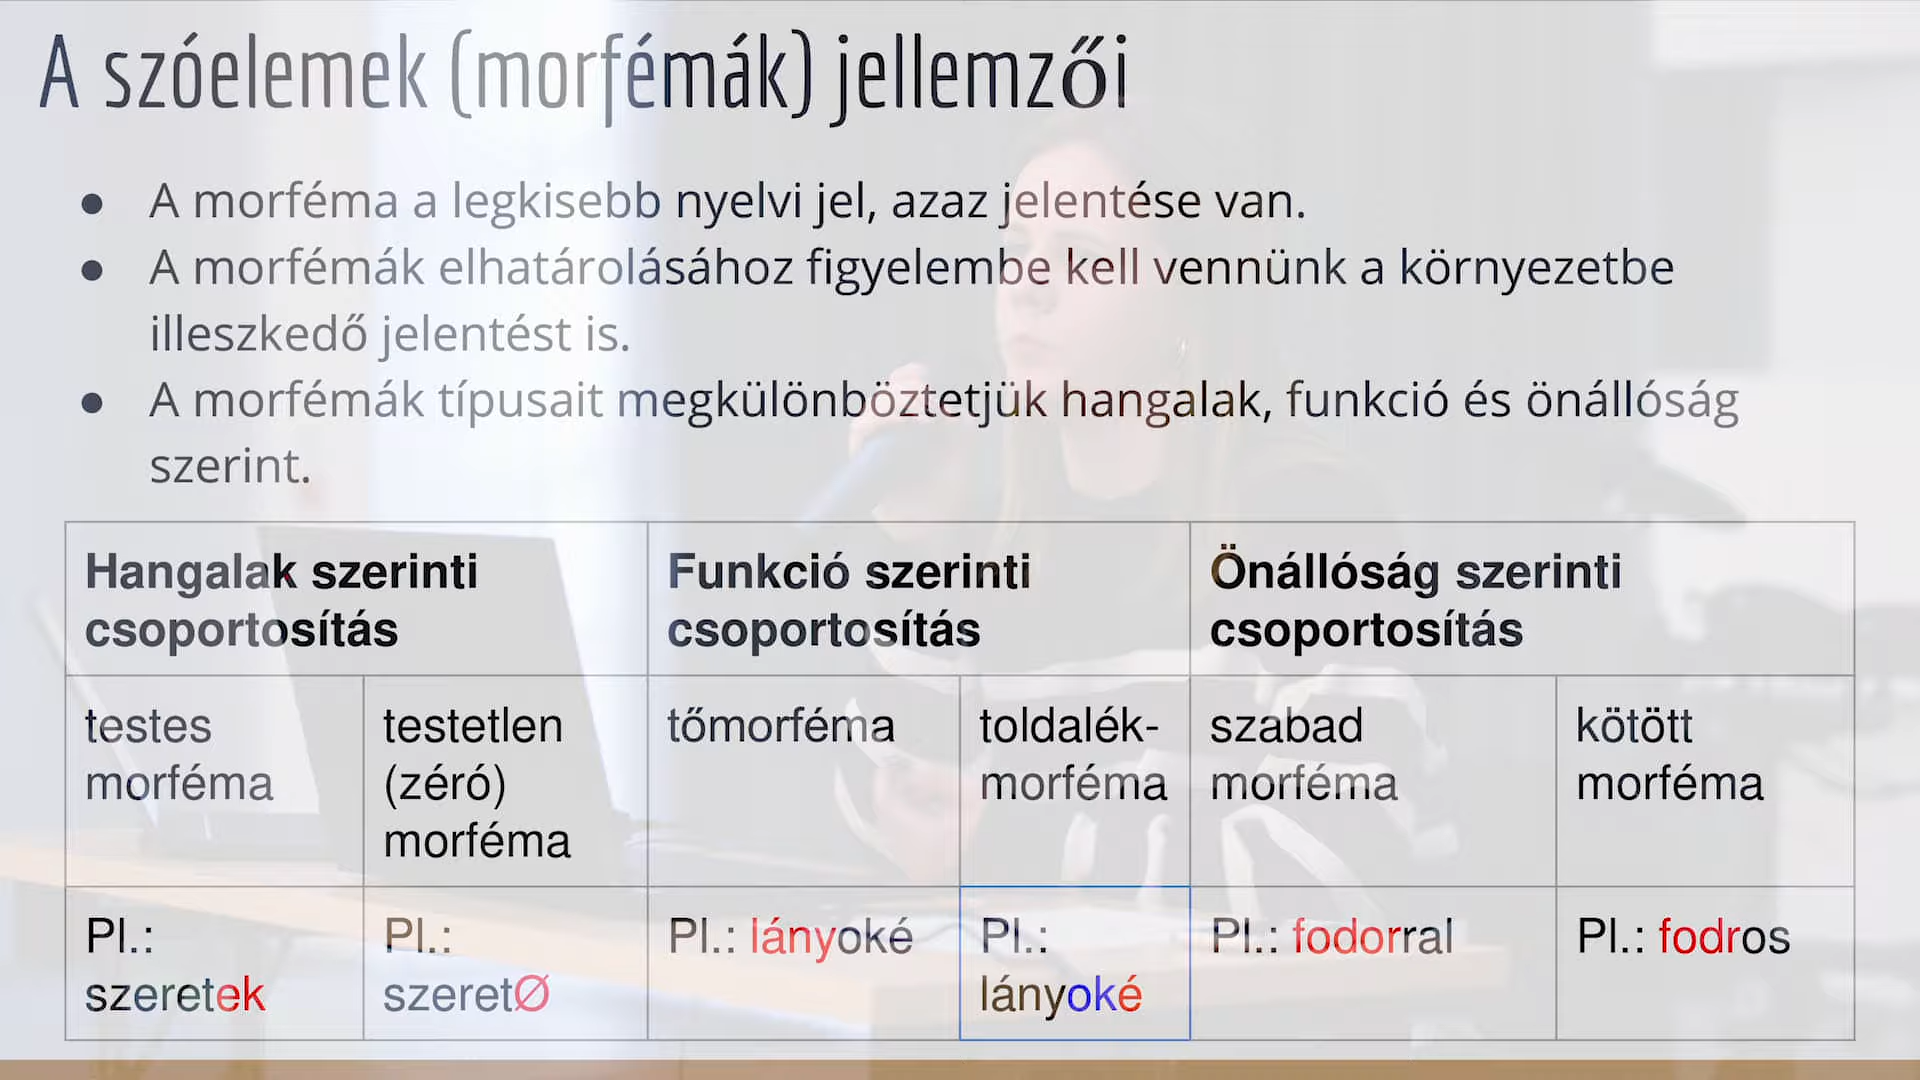 A szóelemek (morfémák) jellemzői
● A morféma a legkisebb nyelvi jel, azaz jelentése van.
● A morfémák elhatárolásához figyelembe kell vennünk a környezetbe
illeszkedő jelentést is.
● A morfémák típusait megkülönböztetjük hangalak, funkció és önállóság
szerint.
Hangalak szerinti
csoportosítás
Funkció szerinti
csoportosítás
Önállóság szerinti
csoportosítás
testes
morféma
testetlen
(zéró)
morféma
tőmorféma
toldalék-
morféma
szabad
morféma
kötött
morféma
Pl.:
szeretek
Pl.:
szeretØ
Pl.: lányoké
Pl.:
lányoké
Pl.: fodorral
Pl.: fodros